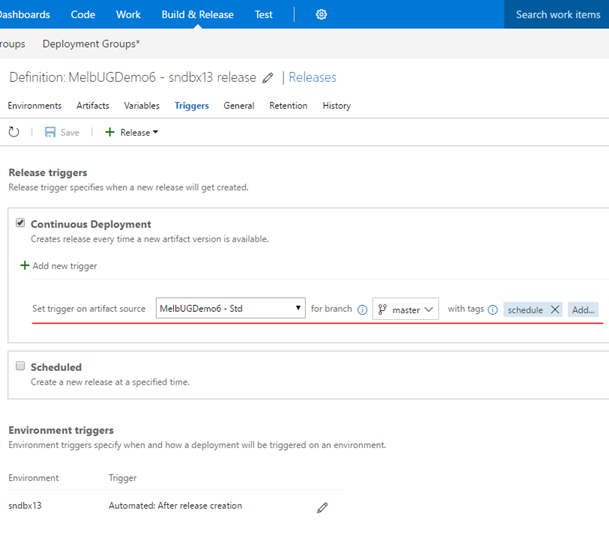 Dashboards Code Work Build & Release Test Search work items
roups Deployment Groups*
Definition: MelbUGDemo6 - sndbx13 release | Releases
Environments Artifacts Variables Triggers General Retention History
Save + Release
Release triggers
Release trigger specifies when a new release will get created.
Continuous Deployment
Creates release every time a new artifact version is available.
+ Add new trigger
Set trigger on artifact source MelbUGDemo6 - Std for branch master with tags schedule Add...
Scheduled
Create a new release at a specified time.
Environment triggers
Environment triggers specify when and how a deployment will be triggered on an environment.
Environment Trigger
sndbx13 Automated: After release creation